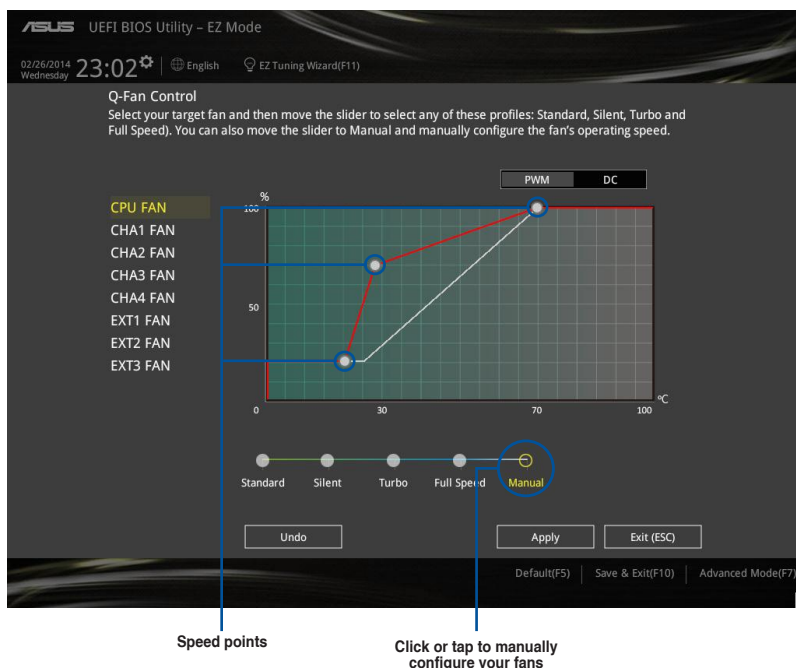 ASUS UEFI BIOS Utility – EZ Mode
02/26/2014
Wednesday
23:02
English
EZ Tuning Wizard(F11)
Q-Fan Control
Select your target fan and then move the slider to select any of these profiles: Standard, Silent, Turbo and
Full Speed). You can also move the slider to Manual and manually configure the fan's operating speed.
PWM
DC
CPU FAN
CHA1 FAN
CHA2 FAN
CHA3 FAN
CHA4 FAN
EXT1 FAN
EXT2 FAN
EXT3 FAN
%
100
50
0
30
70
100
ºC
Standard
Silent
Turbo
Full Speed
Manual
Undo
Apply
Exit (ESC)
Default(F5)
Save & Exit(F10)
Advanced Mode(F7)
Speed points
Click or tap to manually
configure your fans